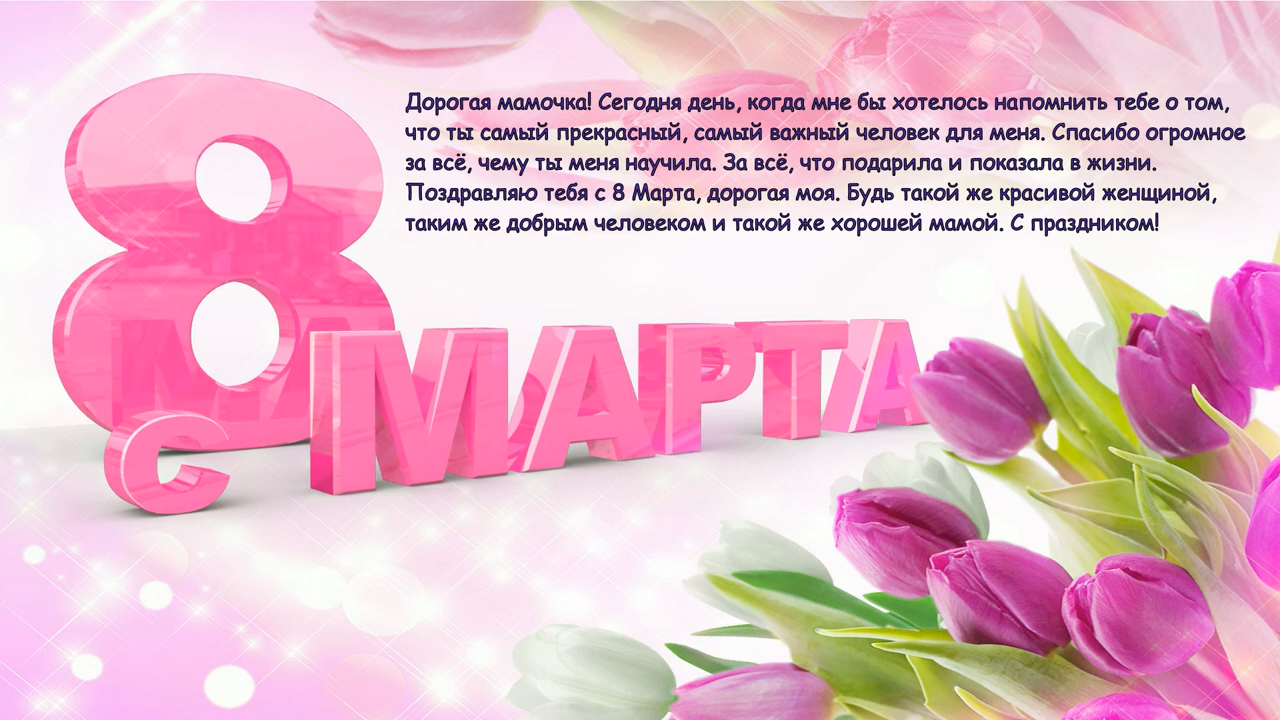 Дорогая мамочка! Сегодня день, когда мне бы хотелось напомнить тебе о том,
что ты самый прекрасный, самый важный человек для меня. Спасибо огромное
за всё, чему ты меня научила. За всё, что подарила и показала в жизни.
Поздравляю тебя с 8 Марта, дорогая моя. Будь такой же красивой женщиной,
таким же добрым человеком и такой же хорошей мамой. С праздником!
С 8 МАРТА